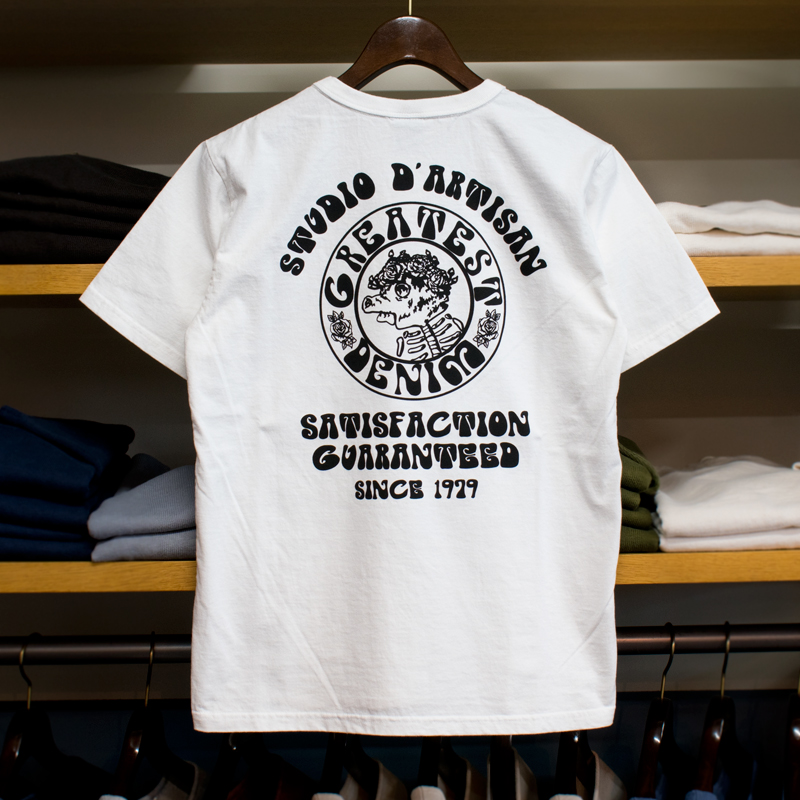 STUDIO D'ARTISAN
GREATEST
DENIM
SATISFACTION
GUARANTEED
SINCE 1979